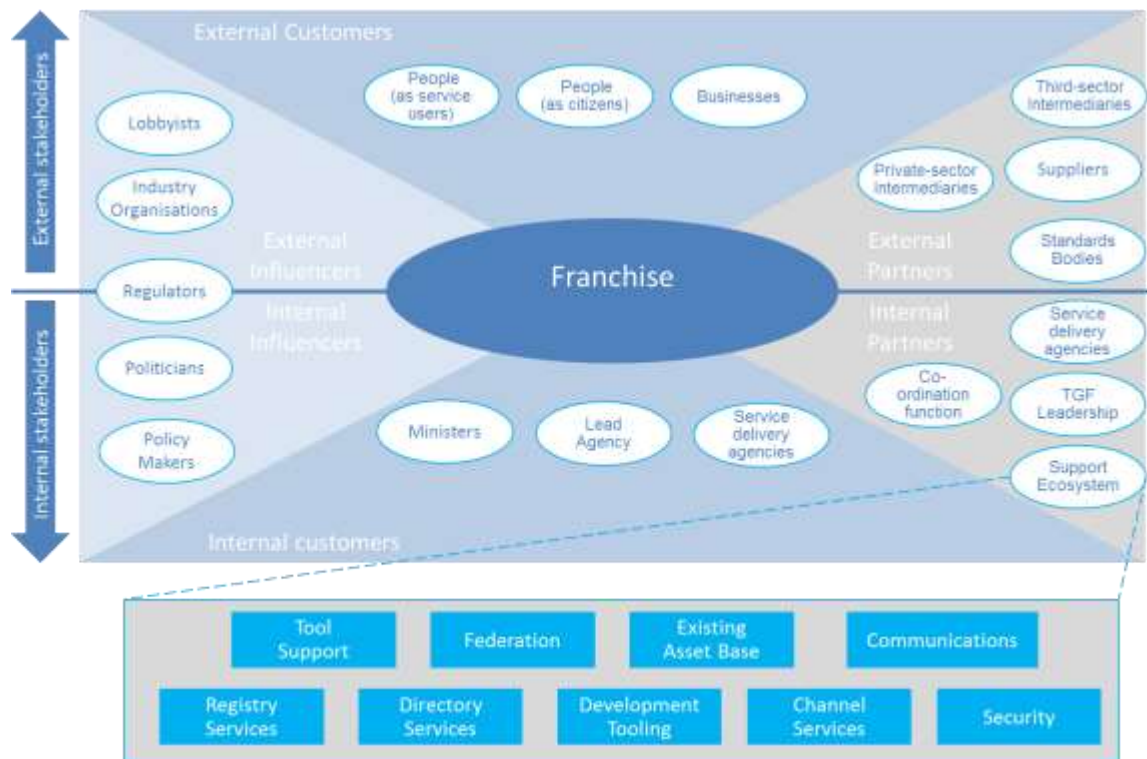 External stakeholders
Internal stakeholders
External Customers
People
(as service
users)
People
(as citizens)
Businesses
Third-sector
Intermediaries
Lobbyists
Private-sector
Intermediaries
Suppliers
Industry
Organisations
External
Influencers
External
Partners
Standards
Bodies
Franchise
Regulators
Internal
Influencers
Internal
Partners
Service
delivery
agencies
Politicians
Co-
ordination
function
TGF
Leadership
Ministers
Lead
Agency
Service
delivery
agencies
Policy
Makers
Support
Ecosystem
Internal customers
Tool
Support
Federation
Existing
Asset Base
Communications
Registry
Services
Directory
Services
Development
Tooling
Channel
Services
Security